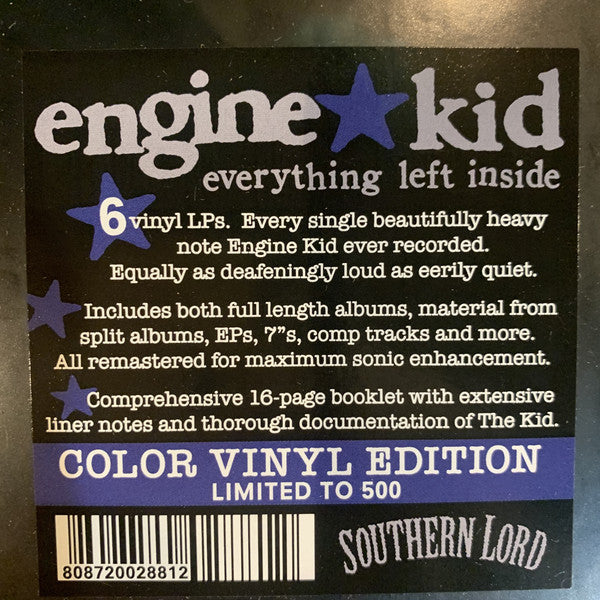 engine kid
everything left inside
6 vinyl LPs. Every single beautifully heavy
note Engine Kid ever recorded.
Equally as deafeningly loud as eerily quiet.
Includes both full length albums, material from
split albums, EPs, 7"s, comp tracks and more.
All remastered for maximum sonic enhancement.
Comprehensive 16-page booklet with extensive
liner notes and thorough documentation of The Kid.
COLOR VINYL EDITION
LIMITED TO 500
808720028812
SOUTHERN LORD